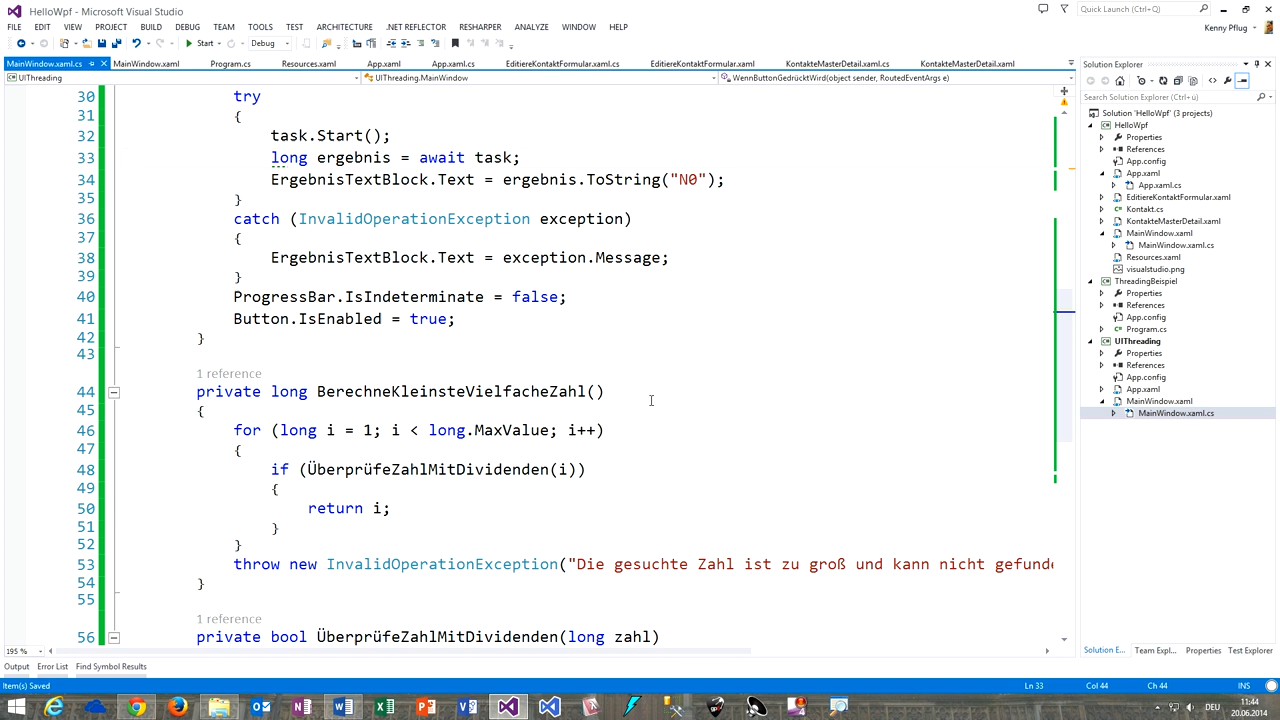 HelloWpf - Microsoft Visual Studio
Quick Launch (Ctrl+Q)
FILE EDIT VIEW PROJECT BUILD DEBUG TEAM TOOLS TEST ARCHITECTURE .NET REFLECTOR RESHARPER ANALYZE WINDOW HELP
Kenny Pflug
Start Debug
MainWindow.xaml.cs MainWindow.xaml Program.cs Resources.xaml App.xaml App.xaml.cs EditiereKontaktFormular.xaml.cs EditiereKontaktFormular.xaml KontakteMasterDetail.xaml.cs KontakteMasterDetail.xaml
UIThreading UIThreading.MainWindow WennButtonGedrücktWird(object sender, RoutedEventArgs e)
30 try
31 {
32 task.Start();
33 long ergebnis = await task;
34 ErgebnisTextBlock.Text = ergebnis.ToString("N0");
35 }
36 catch (InvalidOperationException exception)
37 {
38 ErgebnisTextBlock.Text = exception.Message;
39 }
40 ProgressBar.IsIndeterminate = false;
41 Button.IsEnabled = true;
42 }
43
1 reference
44 private long BerechneKleinsteVielfacheZahl()
45 {
46 for (long i = 1; i < long.MaxValue; i++)
47 {
48 if (ÜberprüfeZahlMitDividenden(i))
49 {
50 return i;
51 }
52 }
53 throw new InvalidOperationException("Die gesuchte Zahl ist zu groß und kann nicht gefunde
54 }
55
1 reference
56 private bool ÜberprüfeZahlMitDividenden(long zahl)
195 %
Solution Explorer
Search Solution Explorer (Ctrl+ü)
Solution 'HelloWpf' (3 projects)
HelloWpf
Properties
References
App.config
App.xaml
App.xaml.cs
EditiereKontaktFormular.xaml
Kontakt.cs
KontakteMasterDetail.xaml
MainWindow.xaml
MainWindow.xaml.cs
Resources.xaml
visualstudio.png
ThreadingBeispiel
Properties
References
App.config
Program.cs
UIThreading
Properties
References
App.config
App.xaml
MainWindow.xaml
MainWindow.xaml.cs
Solution E... Team Expl... Properties Test Explorer
Output Error List Find Symbol Results
Item(s) Saved Ln 33 Col 44 Ch 44 INS
DEU
11:44
20.06.2014